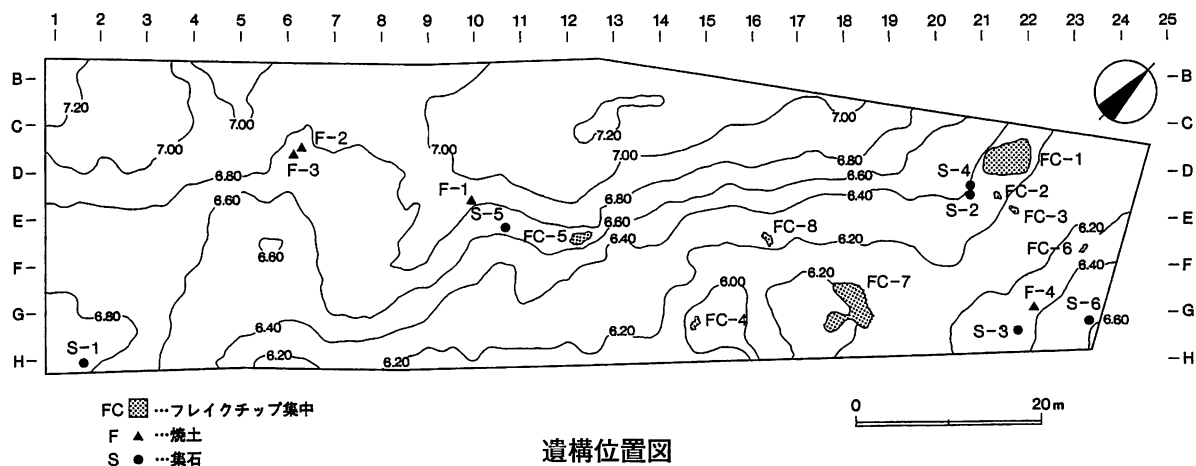 1 2 3 4 5 6 7 8 9 10 11 12 13 14 15 16 17 18 19 20 21 22 23 25
B B
7.20
7.00
7.20
C C
F-2
F-3
7.00
7.00
7.00
S-4
FC-1
D D
6.80
6.80
6.60
F-1
FC-2
6.60
S-5
6.80
6.40
S-2
FC-3
E E
6.60
6.40
FC-5
FC-8
6.20
6.20
6.60
FC-6
F F
6.40
6.00
6.20
FC-7
F-4
S-6
G G
6.80
6.40
6.20
FC-4
S-3
6.60
S-1
6.20
6.20
H H
FC …フレイクチップ集中
F ▲ …焼土
S ● …集石
0 20m
遺構位置図